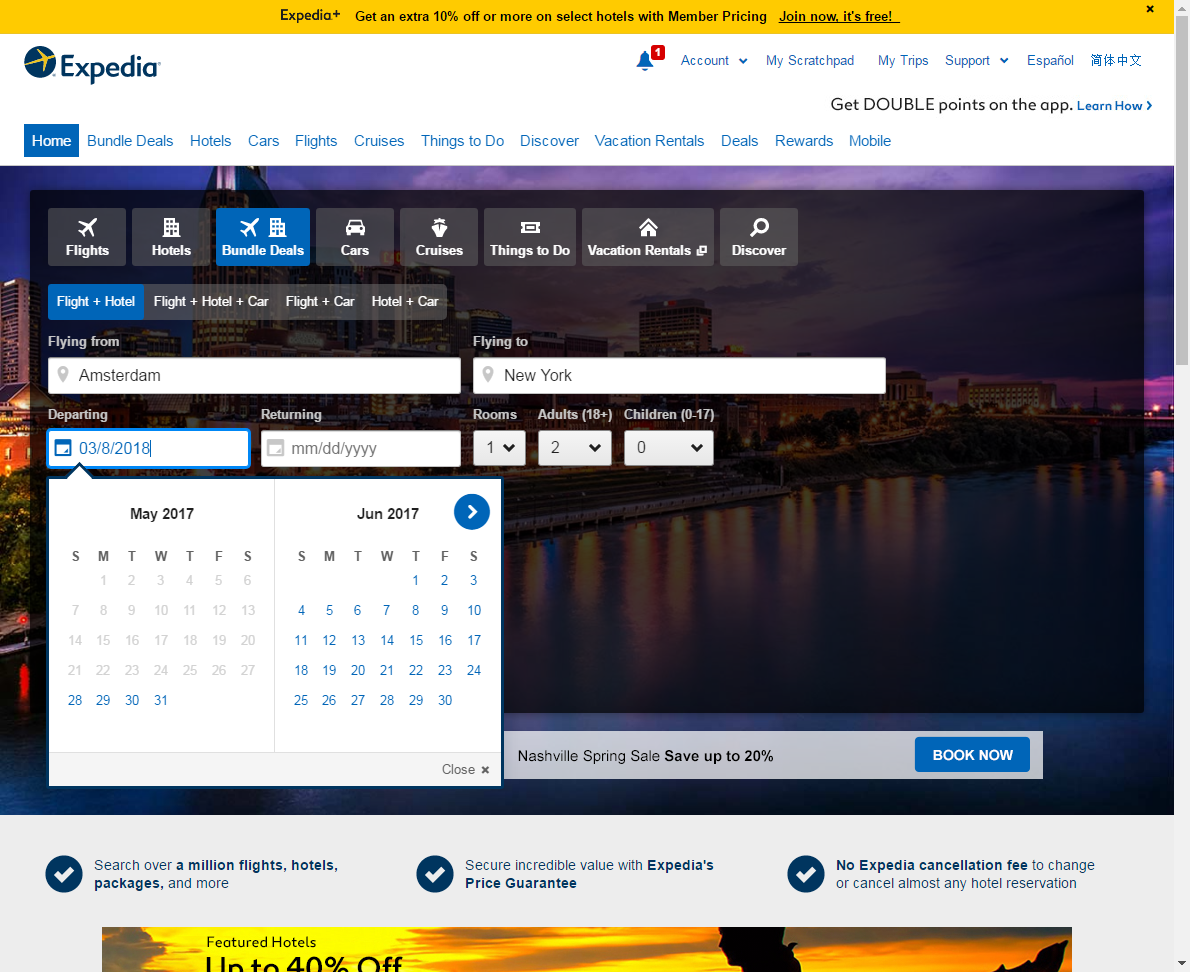 Expedia+ Get an extra 10% off or more on select hotels with Member Pricing Join now, it's free!
Expedia
1 Account My Scratchpad My Trips Support Español 简体中文
Get DOUBLE points on the app. Learn How
Home Bundle Deals Hotels Cars Flights Cruises Things to Do Discover Vacation Rentals Deals Rewards Mobile
Flights Hotels Bundle Deals Cars Cruises Things to Do Vacation Rentals Discover
Flight + Hotel Flight + Hotel + Car Flight + Car Hotel + Car
Flying from Flying to
Amsterdam New York
Departing Returning Rooms Adults (18+) Children (0-17)
03/8/2018 mm/dd/yyyy 1 2 0
May 2017 Jun 2017
S M T W T F S S M T W T F S
1 2 3 4 5 6 1 2 3
7 8 9 10 11 12 13 4 5 6 7 8 9 10
14 15 16 17 18 19 20 11 12 13 14 15 16 17
21 22 23 24 25 26 27 18 19 20 21 22 23 24
28 29 30 31 25 26 27 28 29 30
Nashville Spring Sale Save up to 20% BOOK NOW
Close ×
Search over a million flights, hotels,
packages, and more
Secure incredible value with Expedia's
Price Guarantee
No Expedia cancellation fee to change
or cancel almost any hotel reservation
Featured Hotels
Up to 40% Off